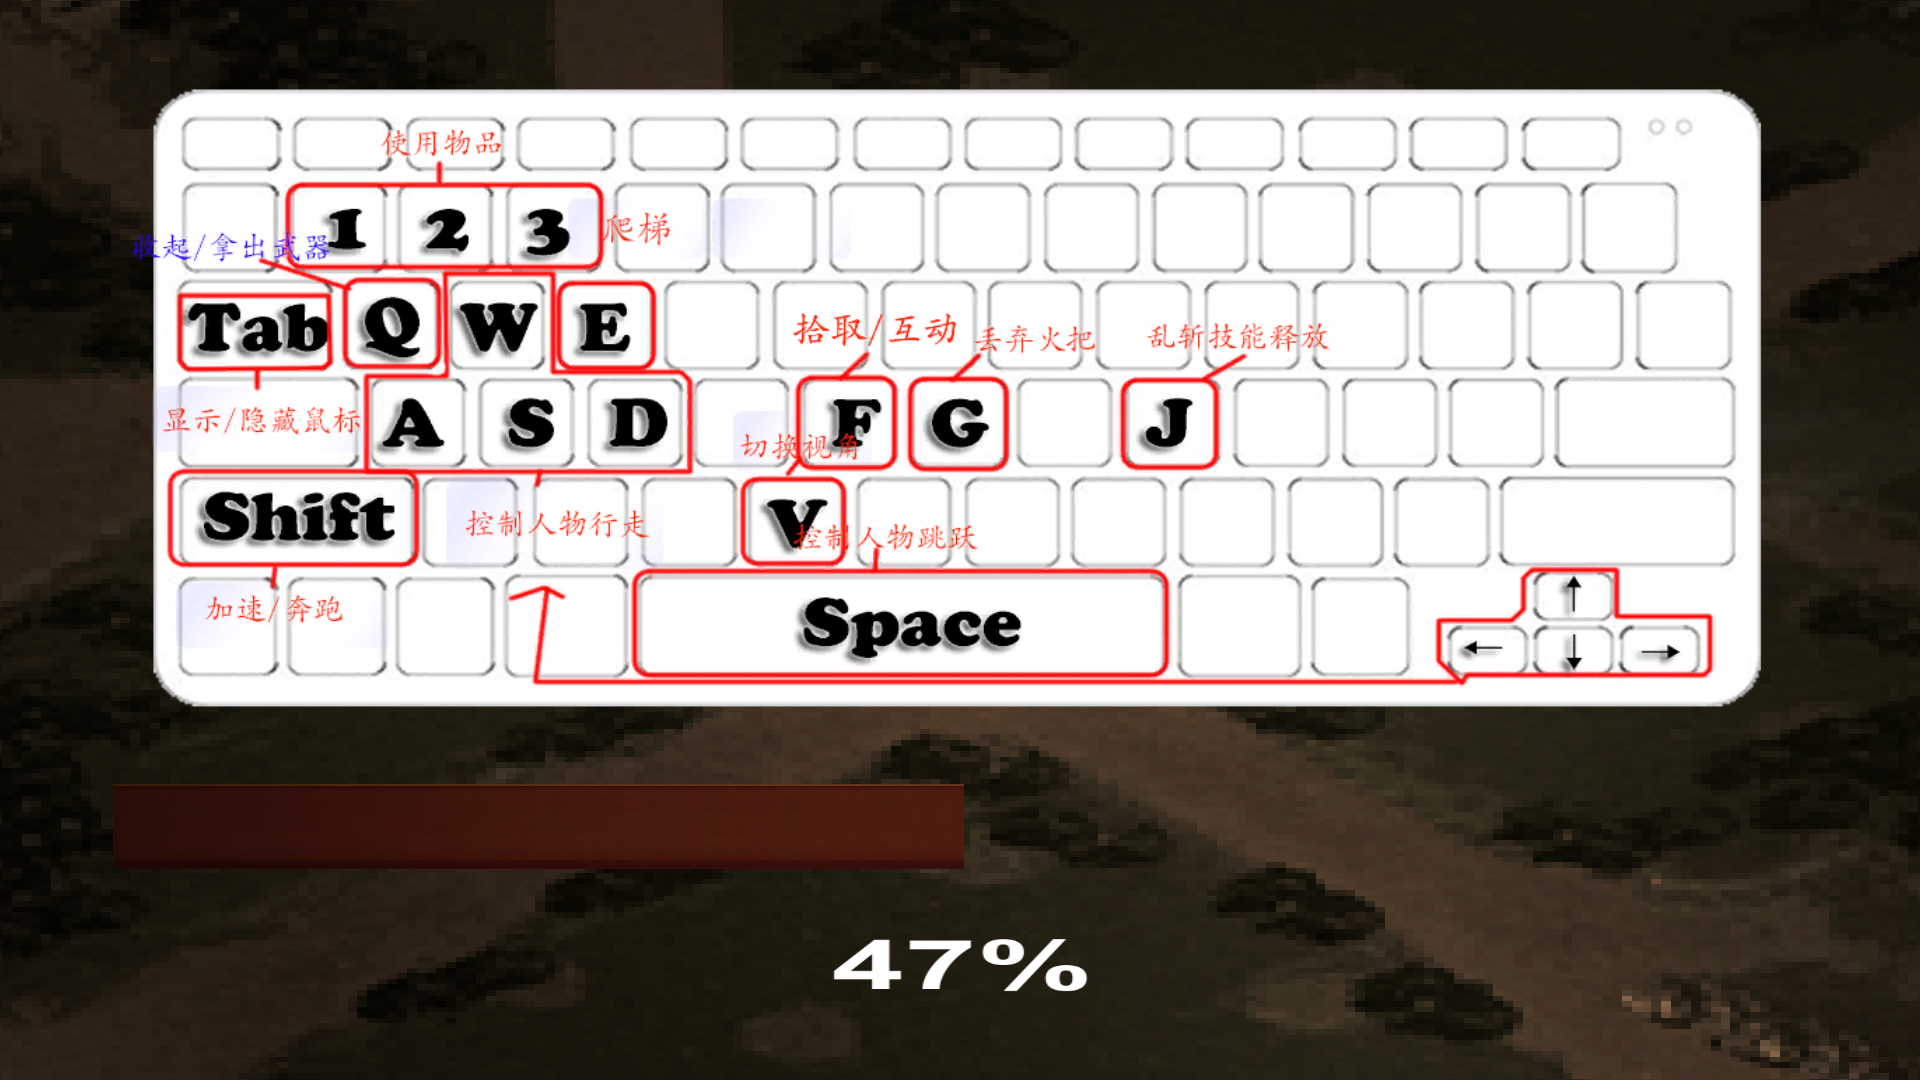 使用物品
1 2 3
爬梯
收起/拿出武器
Tab Q W E
拾取/互动
丢弃火把
乱斩技能释放
显示/隐藏鼠标
A S D F G J
切换视角
Shift
控制人物行走
V
控制人物跳跃
加速/奔跑
Space
↑
← ↓ →
47%